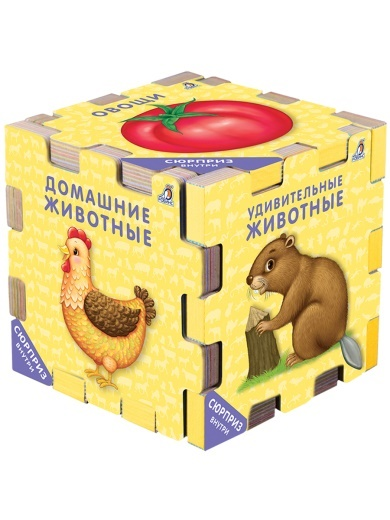 ОВОЩИ
СЮРПРИЗ
ВНУТРИ
ДОМАШНИЕ
ЖИВОТНЫЕ
СЮРПРИЗ
ВНУТРИ
УДИВИТЕЛЬНЫЕ
ЖИВОТНЫЕ
СЮРПРИЗ
ВНУТРИ